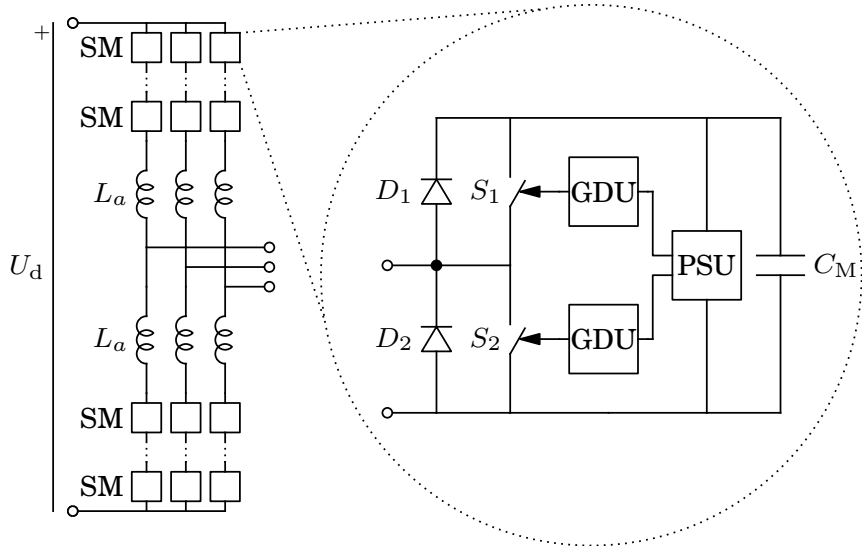 +
SM
SM
L_a
U_d
L_a
SM
SM
D_1
S_1
GDU
PSU
C_M
D_2
S_2
GDU